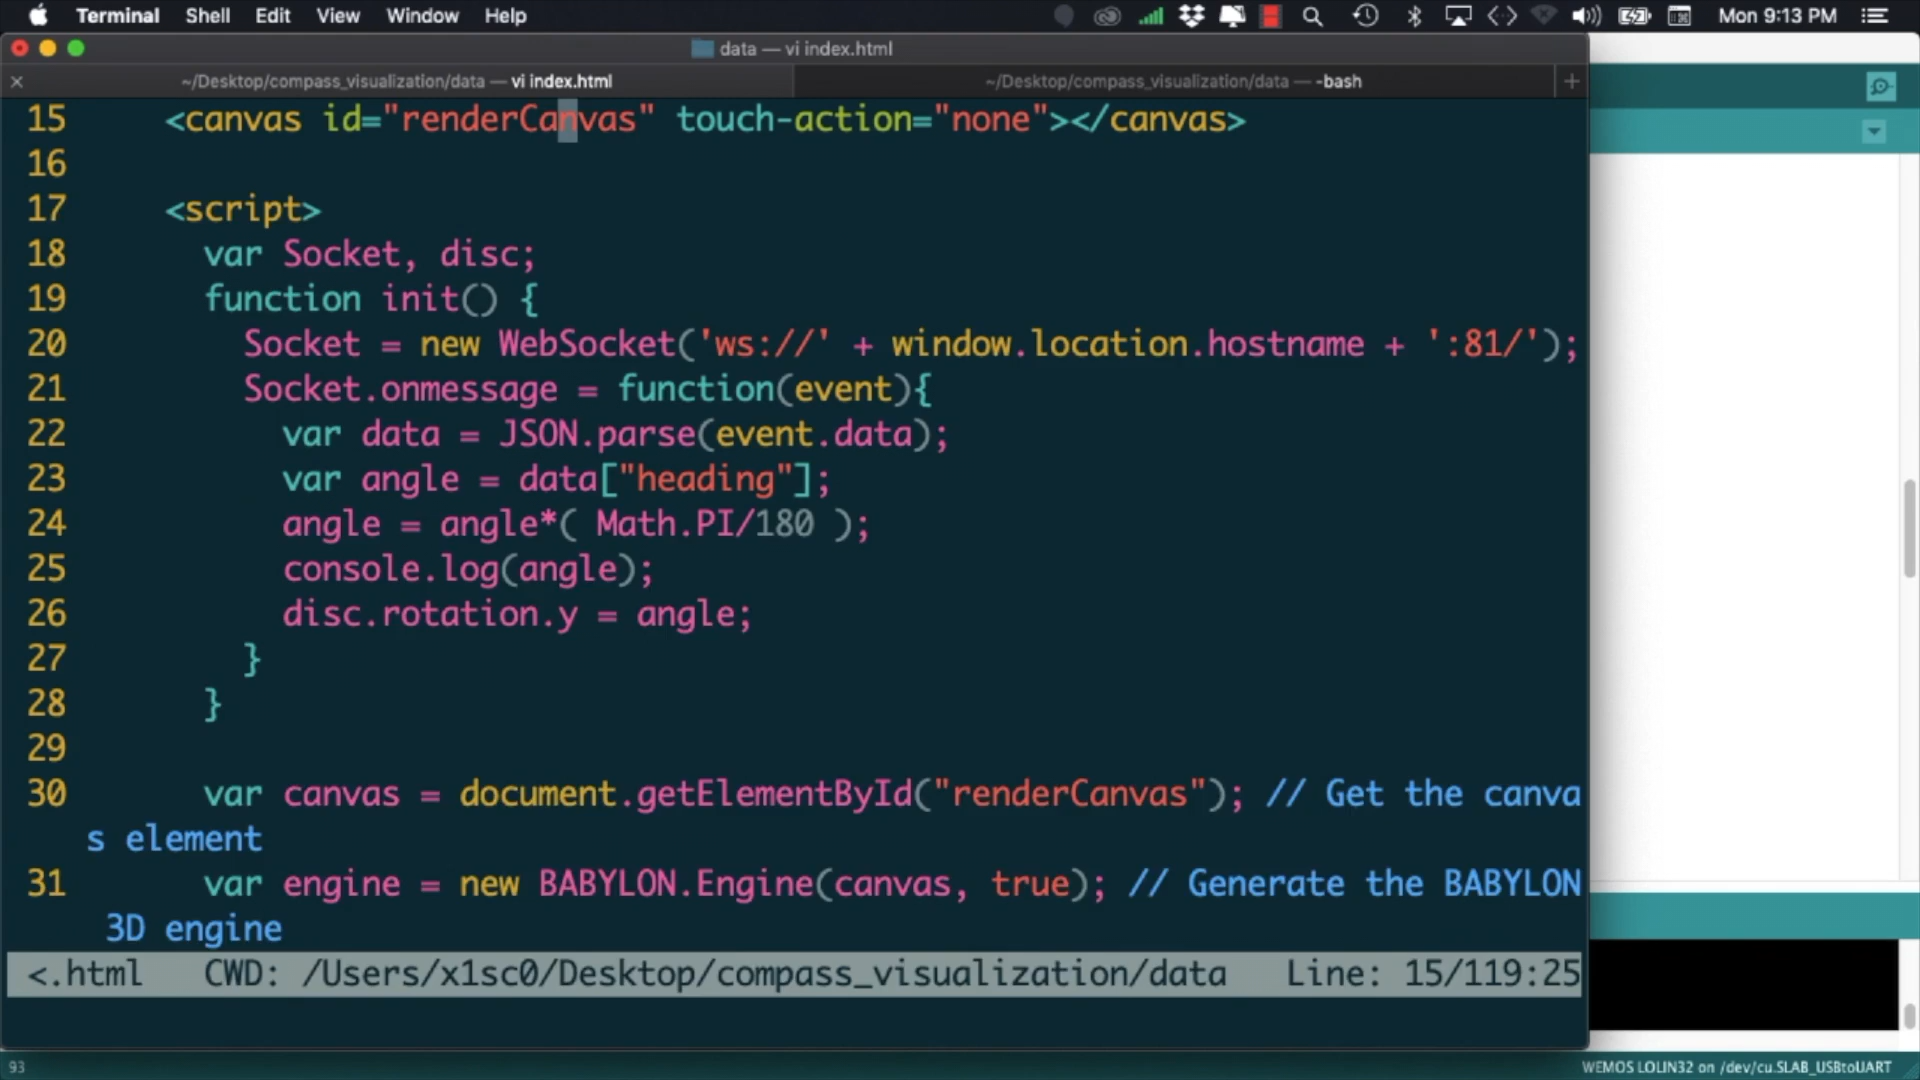 Terminal Shell Edit View Window Help Mon 9:13 PM
data — vi index.html
~/Desktop/compass_visualization/data — vi index.html ~/Desktop/compass_visualization/data — -bash
15 <canvas id="renderCanvas" touch-action="none"></canvas>
16
17 <script>
18 var Socket, disc;
19 function init() {
20 Socket = new WebSocket('ws://' + window.location.hostname + ':81/');
21 Socket.onmessage = function(event){
22 var data = JSON.parse(event.data);
23 var angle = data["heading"];
24 angle = angle*( Math.PI/180 );
25 console.log(angle);
26 disc.rotation.y = angle;
27 }
28 }
29
30 var canvas = document.getElementById("renderCanvas"); // Get the canva
s element
31 var engine = new BABYLON.Engine(canvas, true); // Generate the BABYLON
3D engine
<.html CWD: /Users/x1sc0/Desktop/compass_visualization/data Line: 15/119:25
93 WEMOS LOLIN32 on /dev/cu.SLAB_USBtoUART